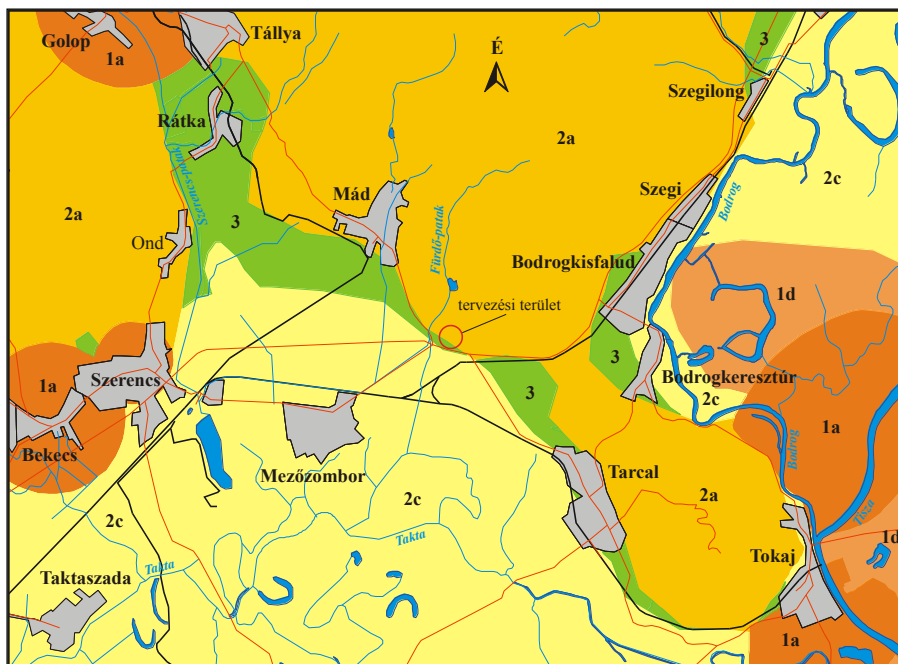 Golop
1a
Tállya
É
3
Szegilong
Rátka
2a
Szerencs-patak
Mád
Szegi
2c
Bodrog
2a
3
Ond
Fürdő-patak
Bodrogkisfalud
1d
tervezési terület
1a
Szerencs
3
3
Bodrogkeresztúr
2c
Bekecs
1a
Bodrog
Mezőzombor
Tarcal
2c
2a
Tisza
2c
Takta
1d
Tokaj
Takta
Taktaszada
1a